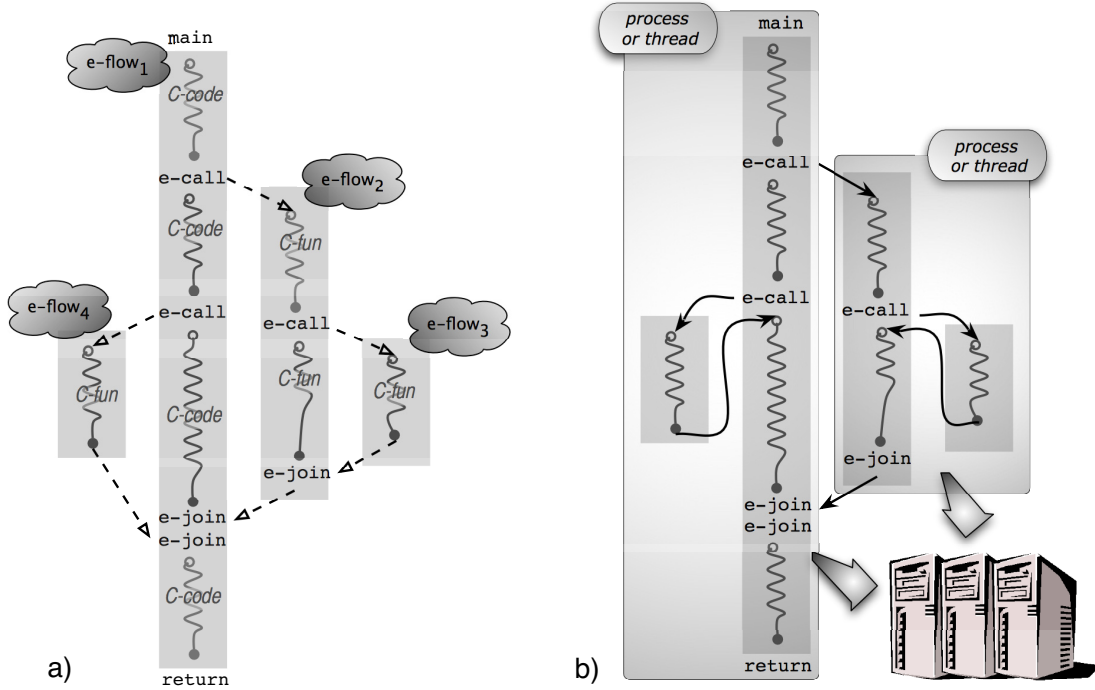 main
e-flow1
C-code
e-call
e-flow2
C-code
C-fun
e-flow4
e-call
e-call
e-flow3
C-fun
C-fun
C-fun
C-code
e-join
e-join
e-join
C-code
a)
return
process
or thread
main
process
or thread
e-call
e-call
e-call
e-join
e-join
e-join
b)
return